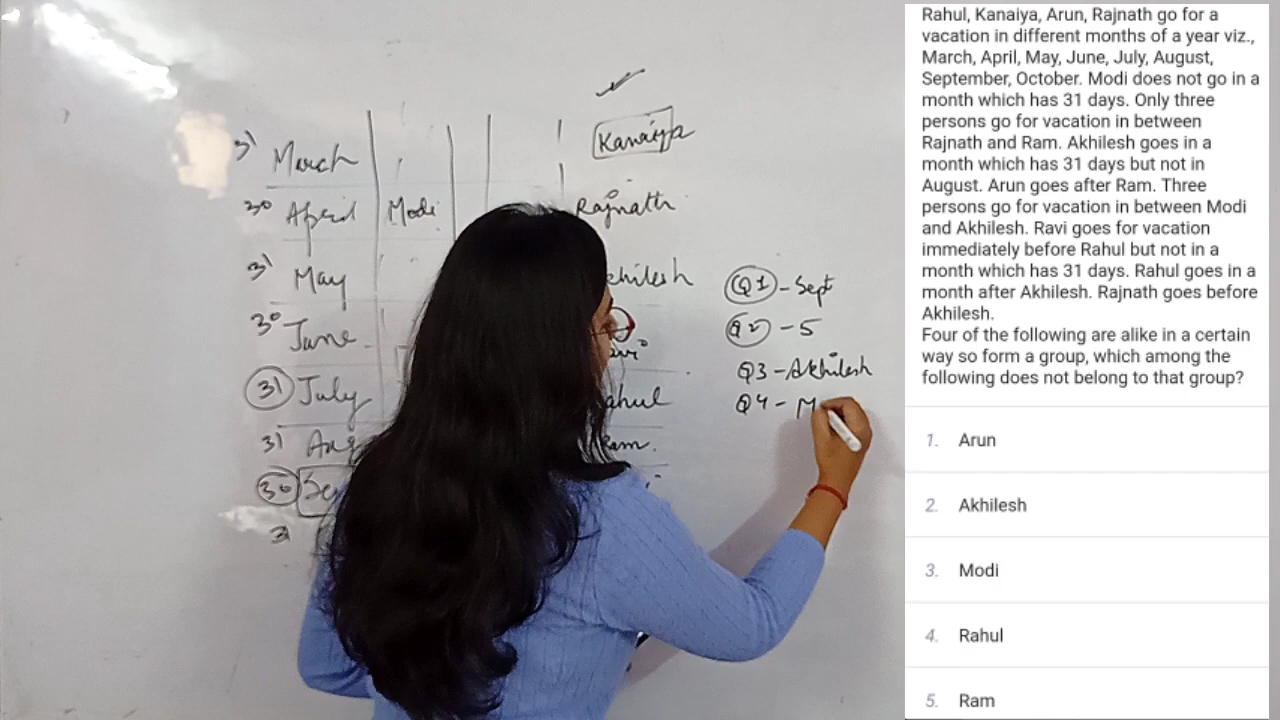 31 March
Kanaiya
30 April Modi Rajnath
31 May
30 June
31 July
31 Aug
30
31
Q1 - Sept
Q2 - 5
Q3 - Akhilesh
Q4 - M
Rahul, Kanaiya, Arun, Rajnath go for a
vacation in different months of a year viz.,
March, April, May, June, July, August,
September, October. Modi does not go in a
month which has 31 days. Only three
persons go for vacation in between
Rajnath and Ram. Akhilesh goes in a
month which has 31 days but not in
August. Arun goes after Ram. Three
persons go for vacation in between Modi
and Akhilesh. Ravi goes for vacation
immediately before Rahul but not in a
month which has 31 days. Rahul goes in a
month after Akhilesh. Rajnath goes before
Akhilesh.
Four of the following are alike in a certain
way so form a group, which among the
following does not belong to that group?
1. Arun
2. Akhilesh
3. Modi
4. Rahul
5. Ram